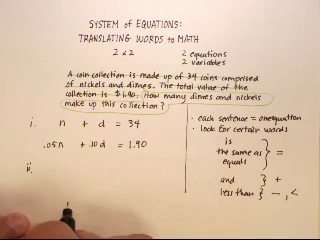 SYSTEM of EQUATIONS:
TRANSLATING WORDS to MATH
2 x 2
2 equations
2 variables
A coin collection is made up of 34 coins comprised
of nickels and dimes. The total value of the
collection is $1.90. How many dimes and nickels
make up this collection?
i. n + d = 34
.05n + .10d = 1.90
ii.
· each sentence = one equation
· look for certain words
is
the same as } =
equals
and } +
less than } −, <